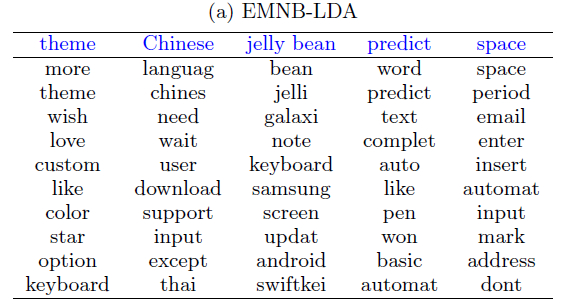 (a) EMNB-LDA
theme Chinese jelly bean predict space
more languag bean word space
theme chines jelli predict period
wish need galaxi text email
love wait note complet enter
custom user keyboard auto insert
like download samsung like automat
color support screen pen input
star input updat won mark
option except android basic address
keyboard thai swiftkei automat dont